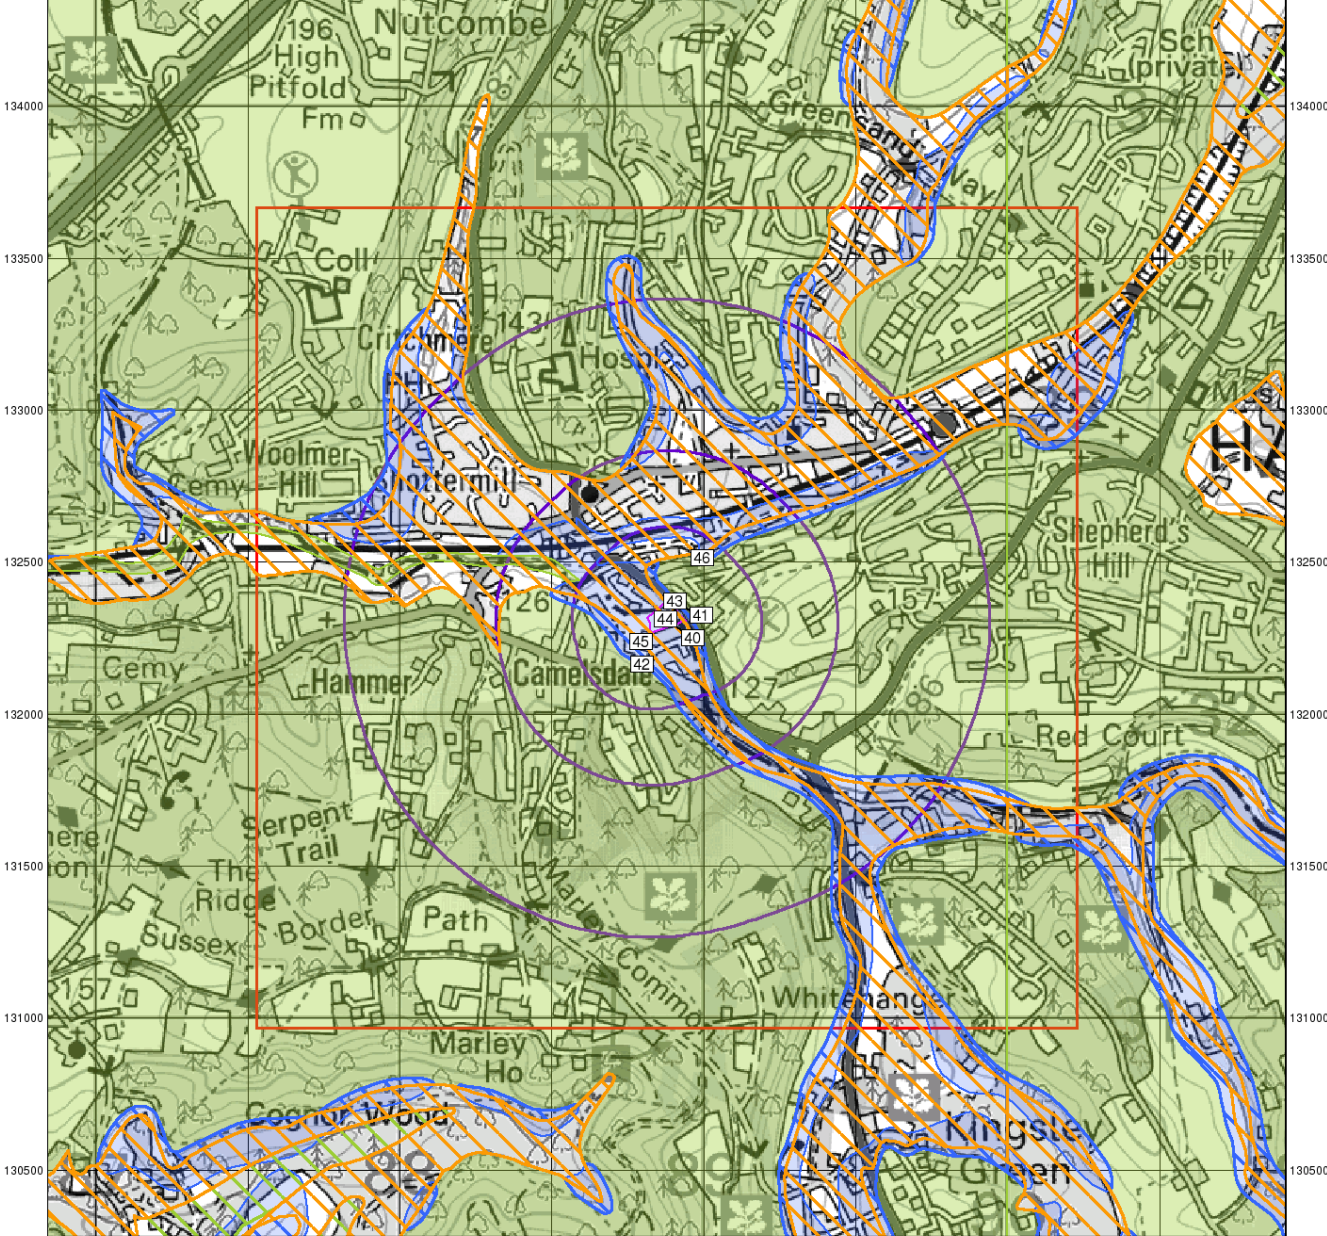 Nutcombe
196
High
Pitfold
Fm
Sch
(private)
134000
134000
Greensand
Way
133500
Coll
Hospl
133500
Critchmere
143
Hospl
133000
133000
Woolmer
Hill
Cemy
Shottermill
Shepherd's
Hill
132500
46
132500
126
43
44
41
157
45
40
42
Cemy
Hammer
Camelsdale
127
132000
A 286
132000
Red Court
Serpent
Trail
131500
The
Ridge
Marley
131500
Border
Path
Sussex
Common
157
Whitehanger
131000
131000
Marley
Ho
Kingsley
Green
130500
89
130500